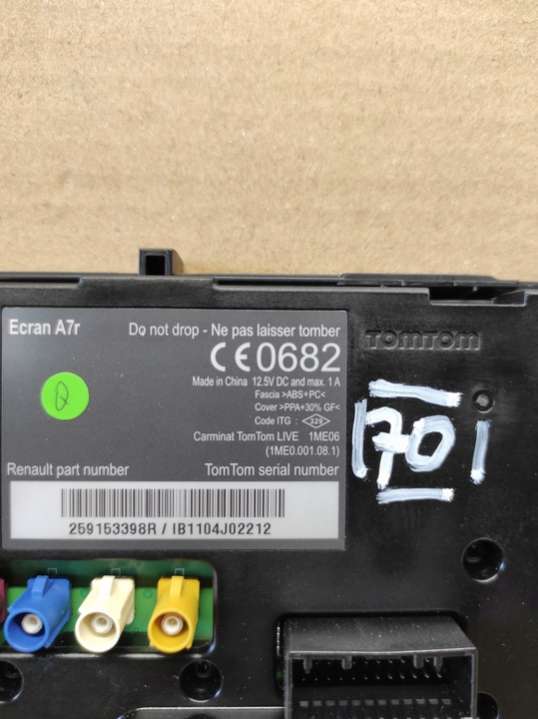 Ecran A7r
Do not drop - Ne pas laisser tomber
CE0682
Made in China 12.5V DC and max. 1 A
Fascia >ABS+PC<
Cover >PPA+30% GF<
Code ITG : <329>
Carminat TomTom LIVE 1ME06
(1ME0.001.08.1)
Renault part number
TomTom serial number
259153398R / IB1104J02212
Q
TOMTOM
170